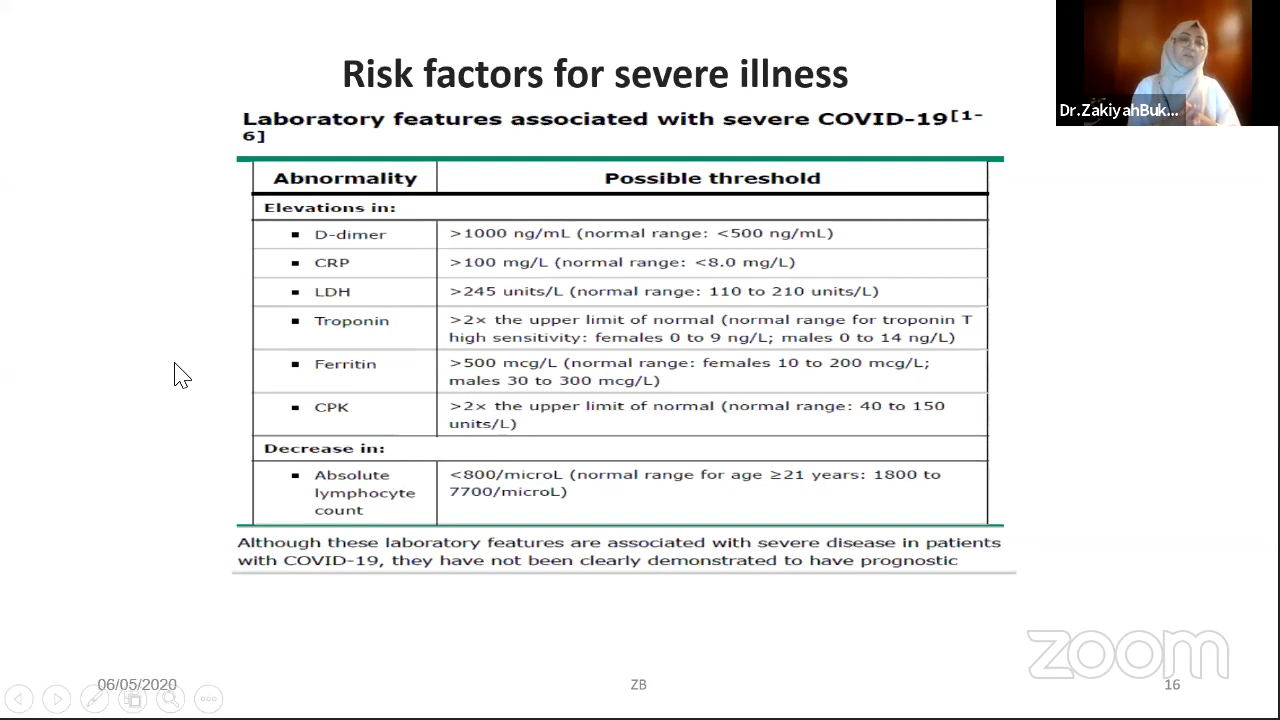 Risk factors for severe illness
Dr.ZakiyahBuk...
Laboratory features associated with severe COVID-19[1-
6]
Abnormality Possible threshold
Elevations in:
▪ D-dimer >1000 ng/mL (normal range: <500 ng/mL)
▪ CRP >100 mg/L (normal range: <8.0 mg/L)
▪ LDH >245 units/L (normal range: 110 to 210 units/L)
▪ Troponin >2× the upper limit of normal (normal range for troponin T
high sensitivity: females 0 to 9 ng/L; males 0 to 14 ng/L)
▪ Ferritin >500 mcg/L (normal range: females 10 to 200 mcg/L;
males 30 to 300 mcg/L)
▪ CPK >2× the upper limit of normal (normal range: 40 to 150
units/L)
Decrease in:
▪ Absolute
lymphocyte
count
<800/microL (normal range for age ≥21 years: 1800 to
7700/microL)
Although these laboratory features are associated with severe disease in patients
with COVID-19, they have not been clearly demonstrated to have prognostic
zoom
06/05/2020 ZB 16